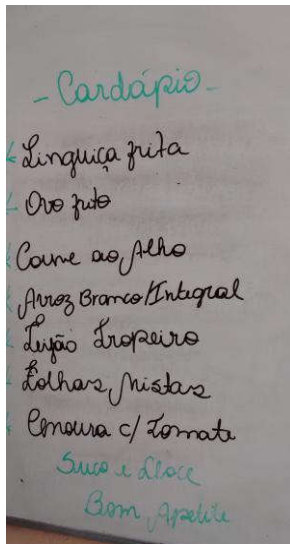 - Cardápio -
Linguiça frita
Ovo frito
Carne ao Alho
Arroz Branco/Integral
Feijão Tropeiro
Folhas Mistas
Cenoura c/ Tomate
Suco e Doce
Bom Apetite